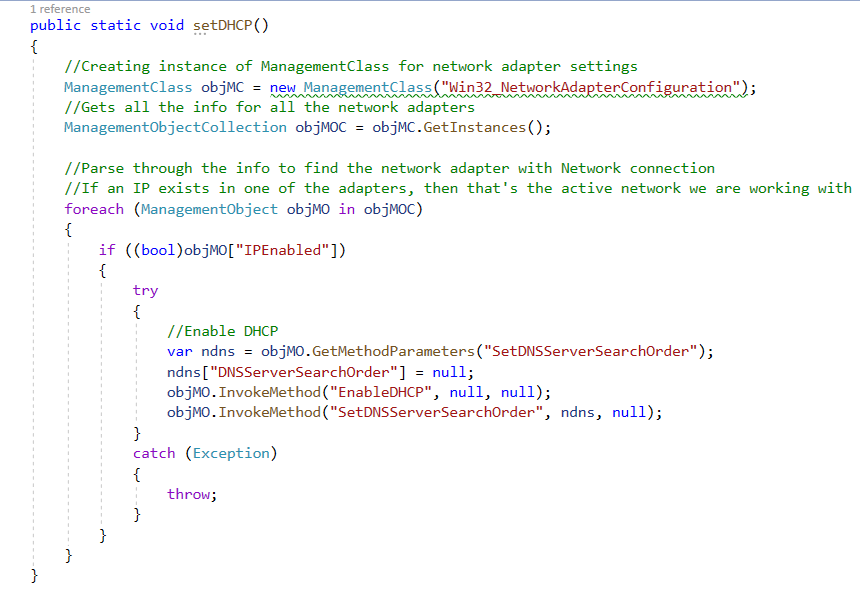 1 reference
public static void setDHCP()
{
    //Creating instance of ManagementClass for network adapter settings
    ManagementClass objMC = new ManagementClass("Win32_NetworkAdapterConfiguration");
    //Gets all the info for all the network adapters
    ManagementObjectCollection objMOC = objMC.GetInstances();

    //Parse through the info to find the network adapter with Network connection
    //If an IP exists in one of the adapters, then that's the active network we are working with
    foreach (ManagementObject objMO in objMOC)
    {
        if ((bool)objMO["IPEnabled"])
        {
            try
            {
                //Enable DHCP
                var ndns = objMO.GetMethodParameters("SetDNSServerSearchOrder");
                ndns["DNSServerSearchOrder"] = null;
                objMO.InvokeMethod("EnableDHCP", null, null);
                objMO.InvokeMethod("SetDNSServerSearchOrder", ndns, null);
            }
            catch (Exception)
            {
                throw;
            }
        }
    }
}